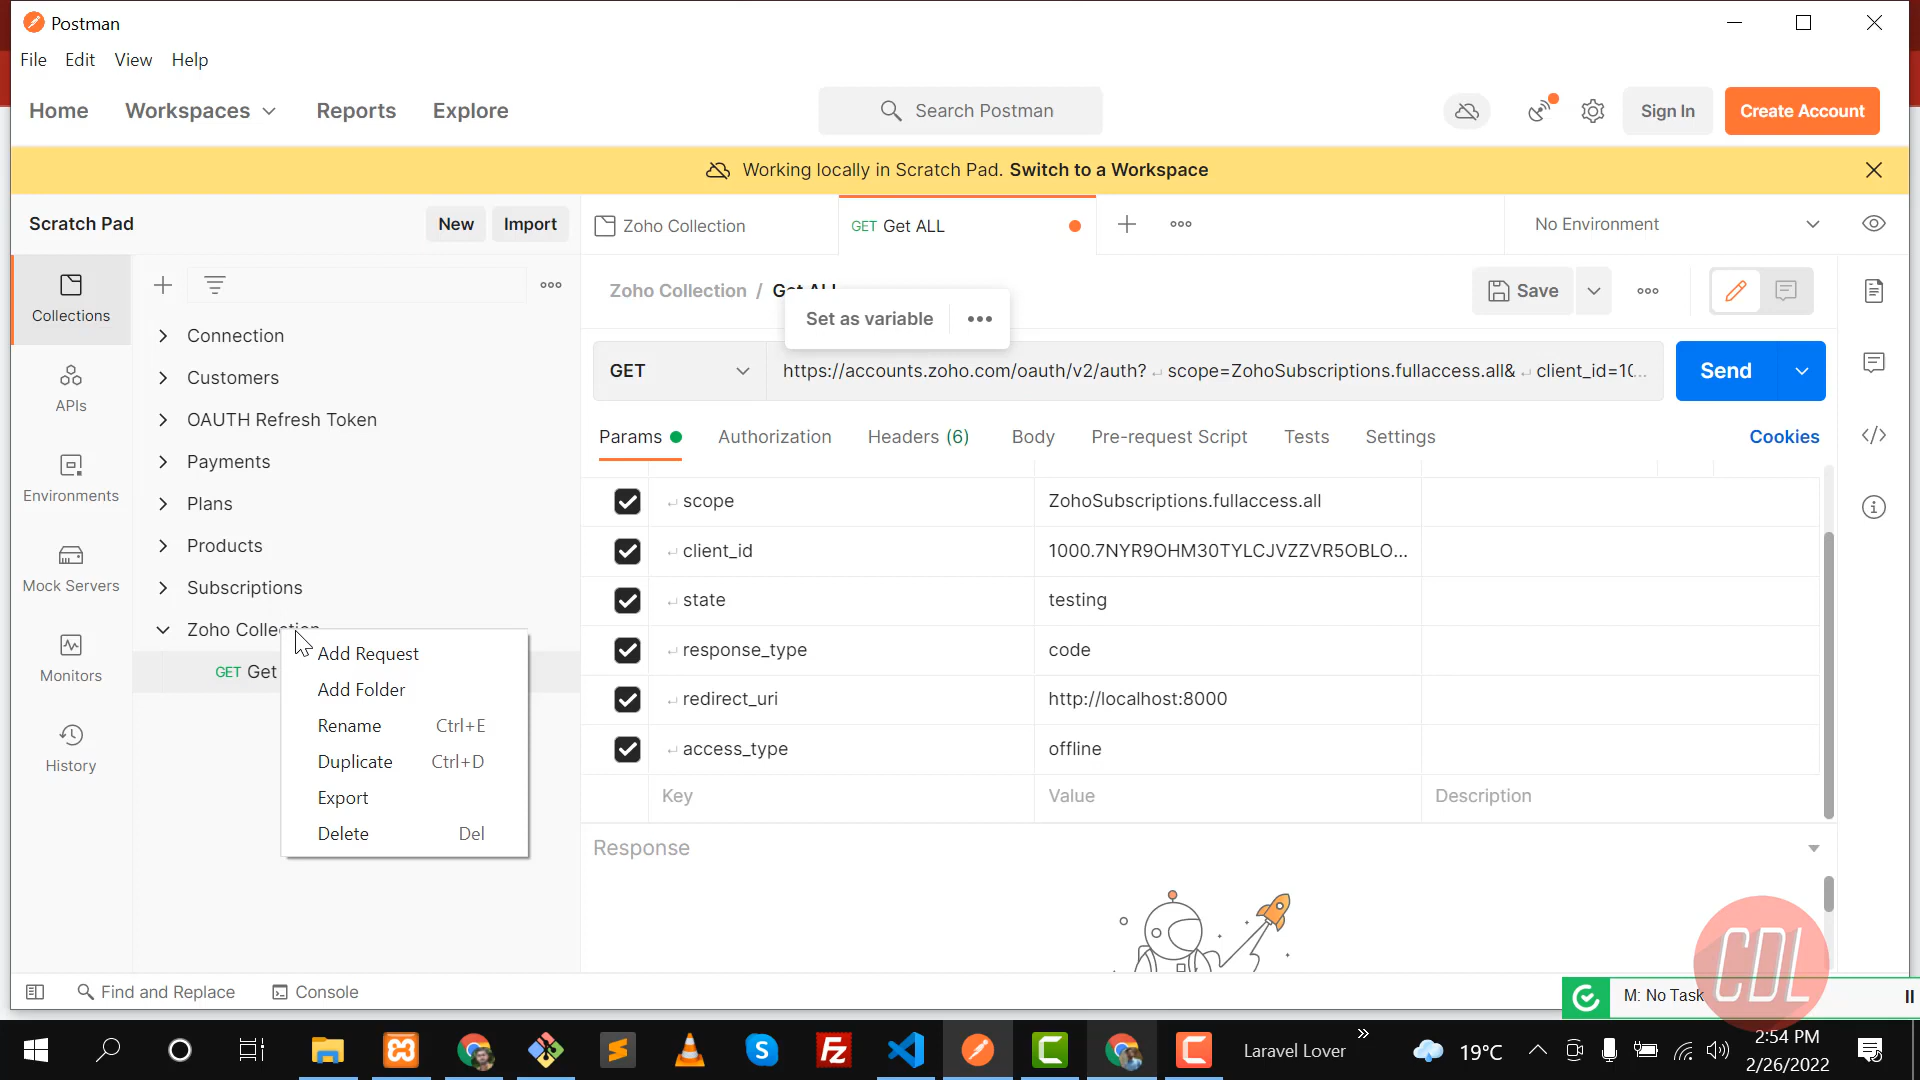 Postman
File Edit View Help
Home Workspaces Reports Explore
Search Postman
Sign In
Create Account
Working locally in Scratch Pad. Switch to a Workspace
Scratch Pad
New
Import
Zoho Collection
GET Get ALL
No Environment
Zoho Collection / Get ALL
Save
Set as variable
GET
https://accounts.zoho.com/oauth/v2/auth? ↵ scope=ZohoSubscriptions.fullaccess.all& ↵ client_id=1(...
Send
Params Authorization Headers (6) Body Pre-request Script Tests Settings
Cookies
Collections
APIs
Environments
Mock Servers
Monitors
History
Connection
Customers
OAUTH Refresh Token
Payments
Plans
Products
Subscriptions
Zoho Collection
GET Get
Add Request
Add Folder
Rename Ctrl+E
Duplicate Ctrl+D
Export
Delete Del
↵ scope ZohoSubscriptions.fullaccess.all
↵ client_id 1000.7NYR9OHM30TYLCJVZZVR5OBLO...
↵ state testing
↵ response_type code
↵ redirect_uri http://localhost:8000
↵ access_type offline
Key Value Description
Response
Find and Replace
Console
M: No Task
CDL
Laravel Lover
19°C
2:54 PM
2/26/2022